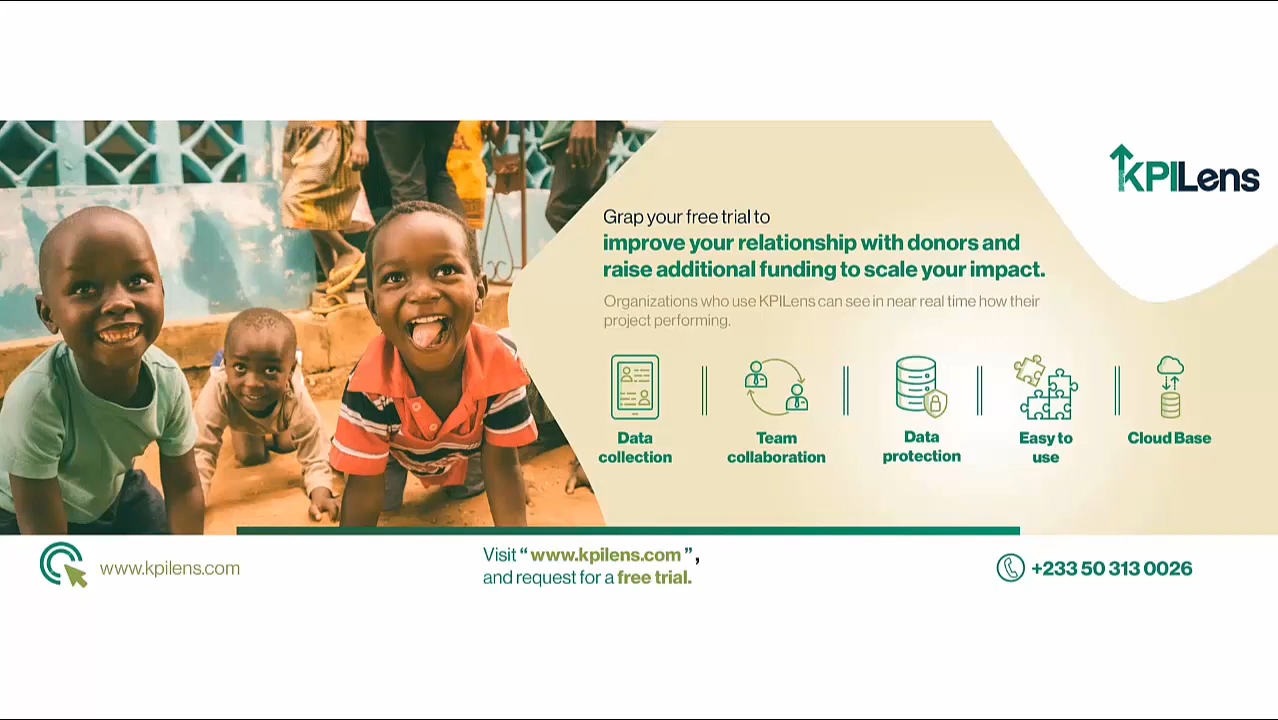 KPILens
Grap your free trial to
improve your relationship with donors and
raise additional funding to scale your impact.
Organizations who use KPILens can see in near real time how their
project performing.
Data
collection
Team
collaboration
Data
protection
Easy to
use
Cloud Base
www.kpilens.com
Visit “ www.kpilens.com ”,
and request for a free trial.
+233 50 313 0026